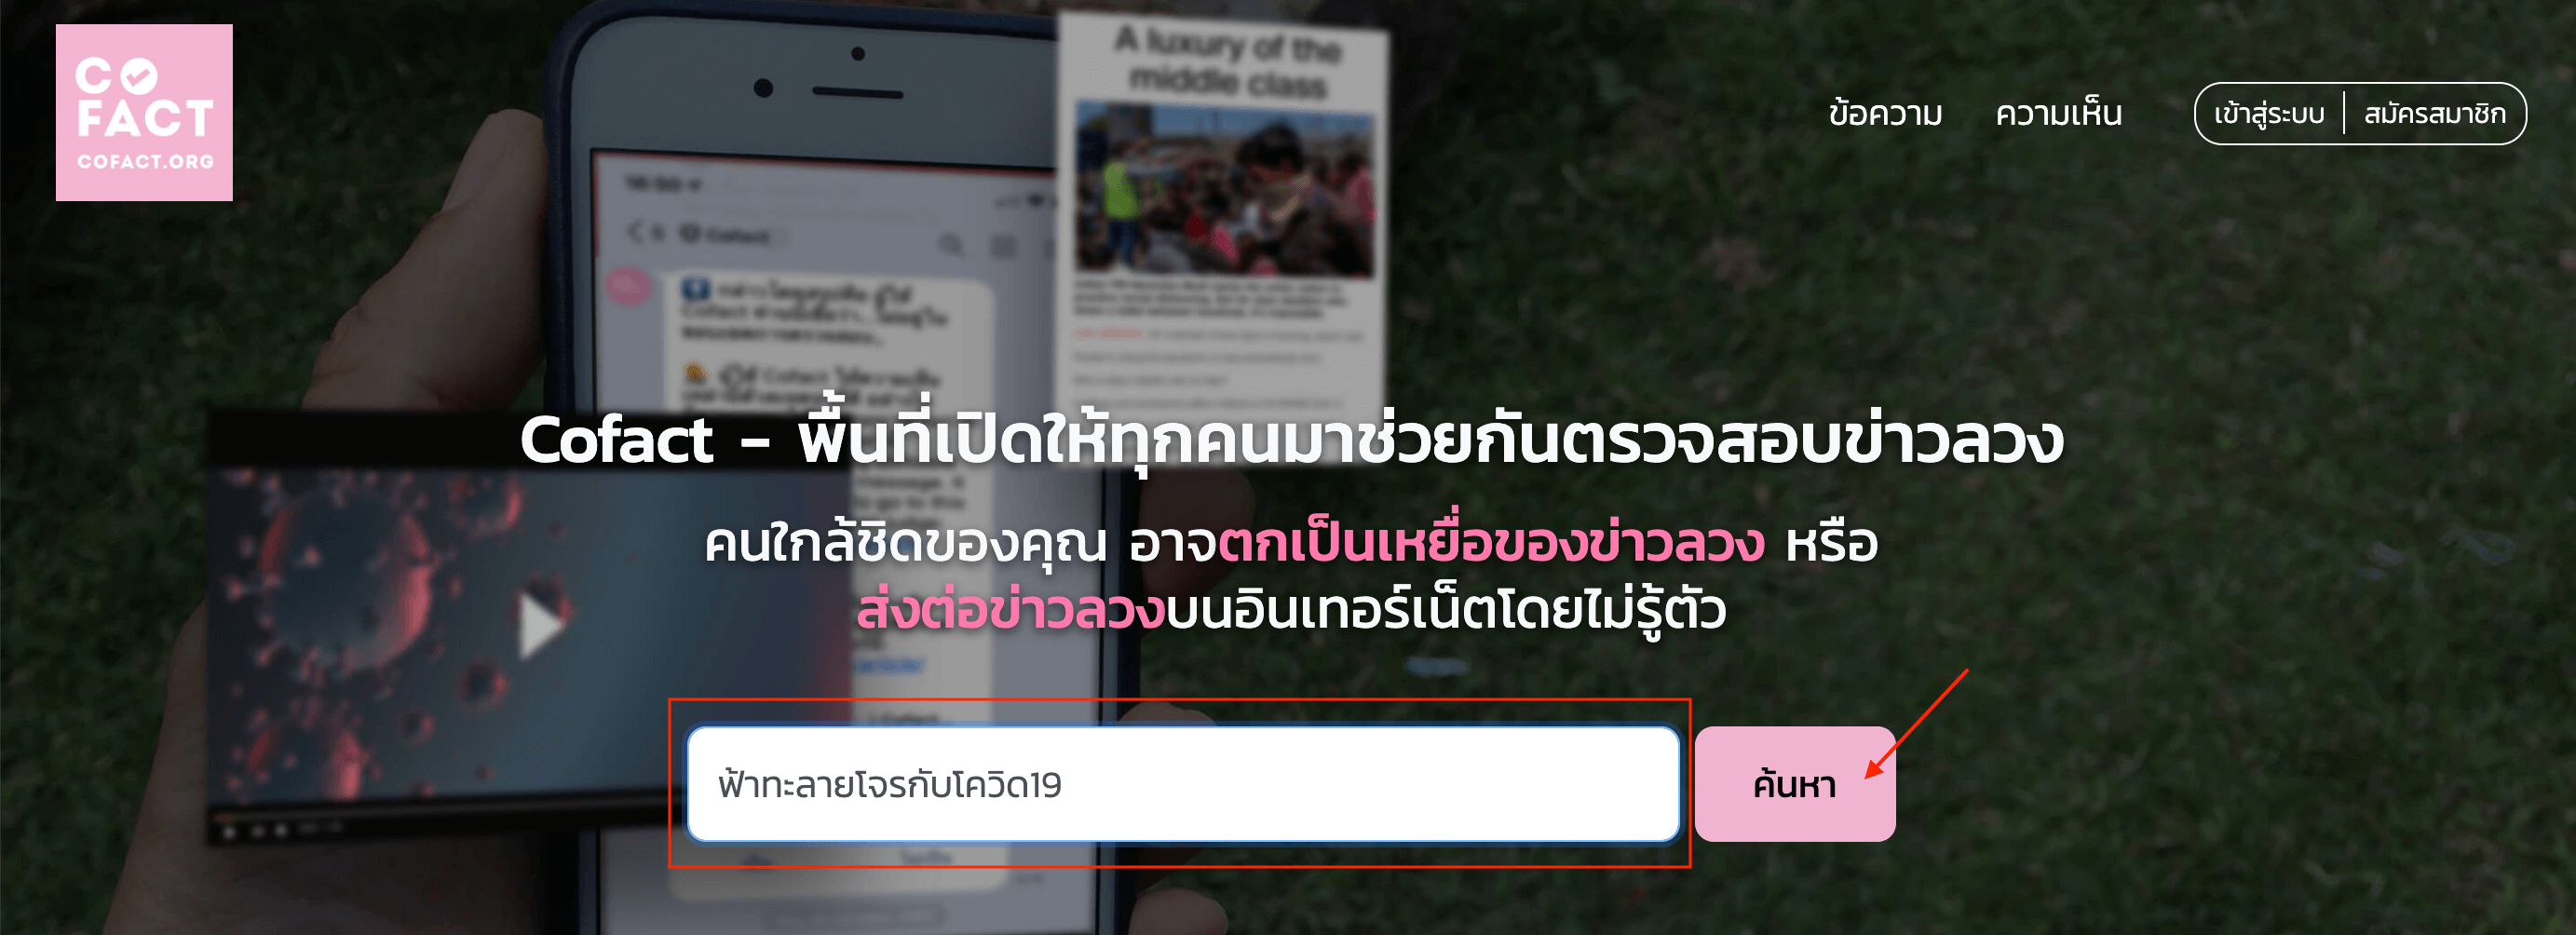 CO
FACT
COFACT.ORG
ข้อความ
ความเห็น
เข้าสู่ระบบ
สมัครสมาชิก
A luxury of the
middle class
Cofact
Cofact - พื้นที่เปิดให้ทุกคนมาช่วยกันตรวจสอบข่าวลวง
คนใกล้ชิดของคุณ อาจตกเป็นเหยื่อของข่าวลวง หรือ
ส่งต่อข่าวลวงบนอินเทอร์เน็ตโดยไม่รู้ตัว
ฟ้าทะลายโจรกับโควิด19
ค้นหา